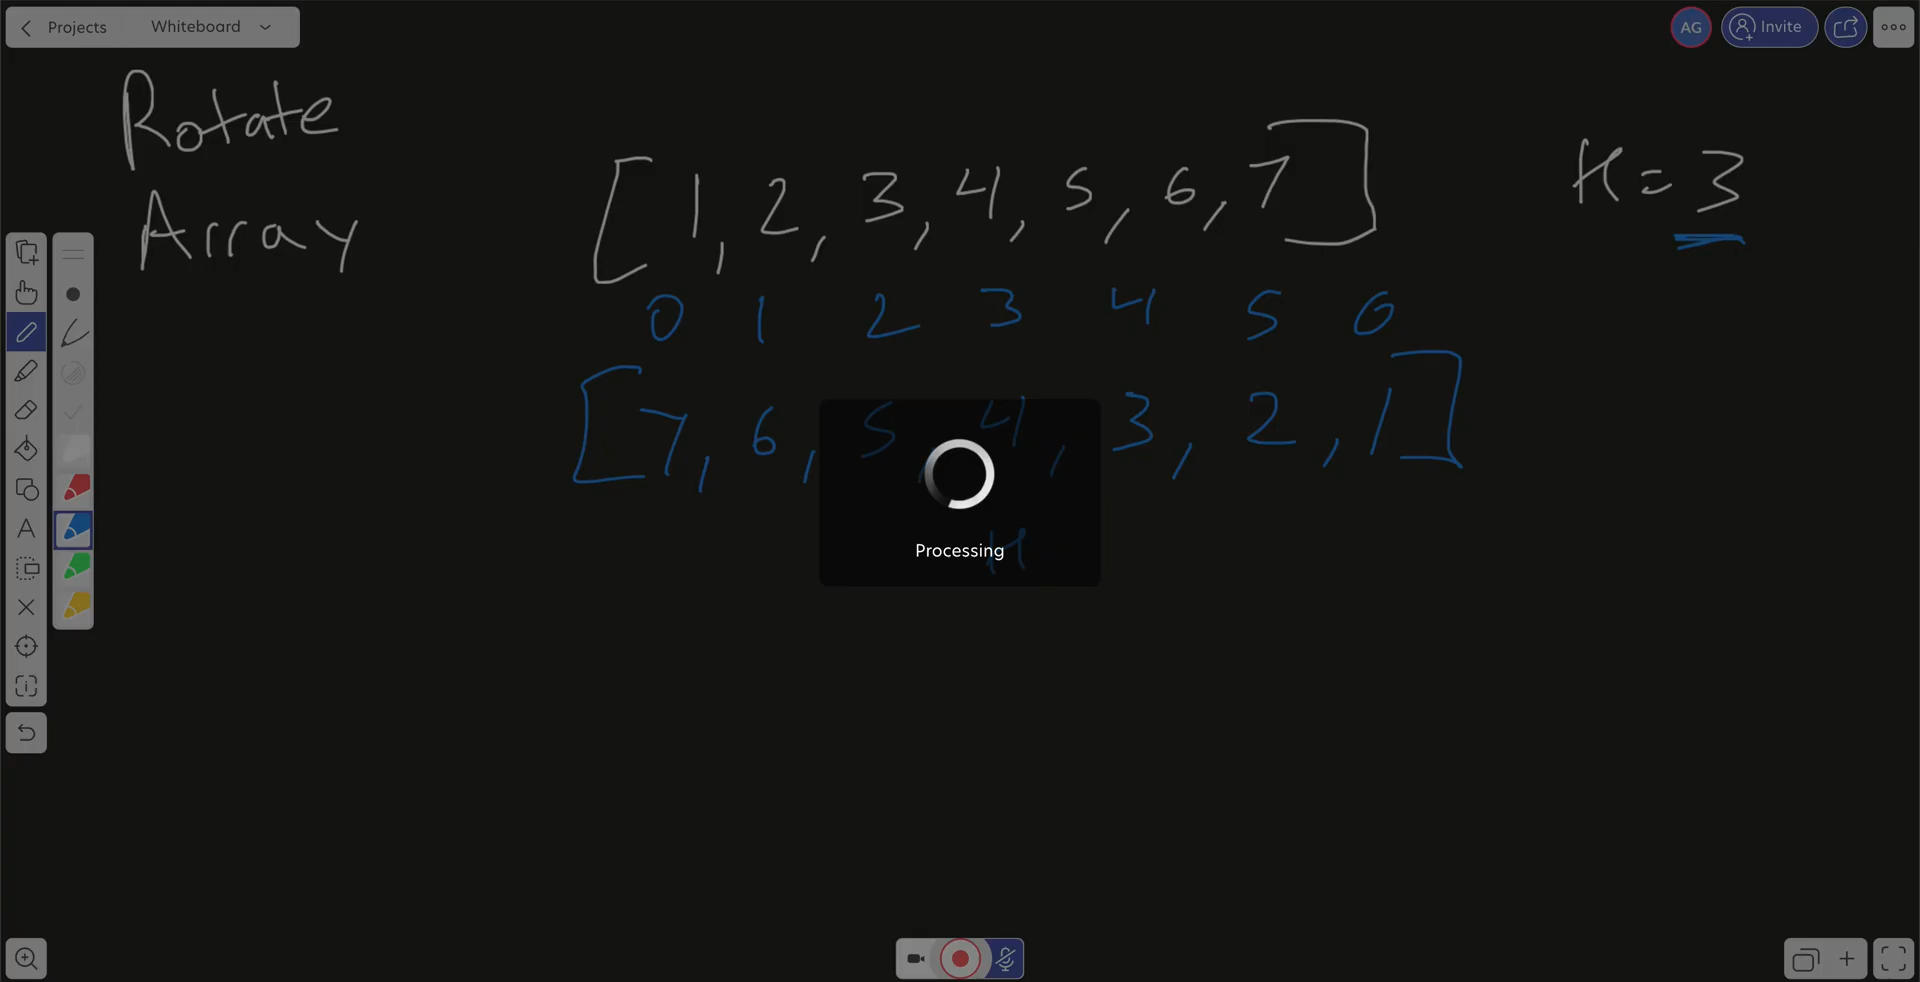 Projects Whiteboard
AG Invite
Rotate
Array
[1, 2, 3, 4, 5, 6, 7]
K = 3
0 1 2 3 4 5 6
[7, 6, 5, 4, 3, 2, 1]
K
Processing